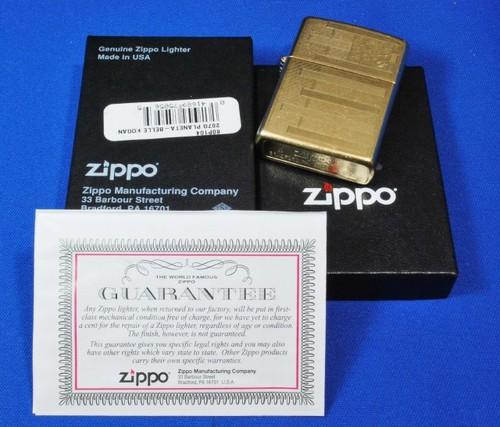 Genuine Zippo Lighter
Made in USA
80P104
207G PLANETA--BELLE KOGAN
zippo
Zippo Manufacturing Company
33 Barbour Street
Bradford, PA 16701
zippo
THE WORLD FAMOUS
ZIPPO
GUARANTEE
Any Zippo lighter, when returned to our factory, will be put in first-
class mechanical condition free of charge, for we have yet to charge
a cent for the repair of a Zippo lighter, regardless of age or condition.
The finish, however, is not guaranteed.
This guarantee gives you specific legal rights and you may also
have other rights which vary state to state. Other Zippo products
carry their own specific warranties.
zippo
Zippo Manufacturing Company
33 Barbour Street
Bradford, PA 16701 U.S.A.